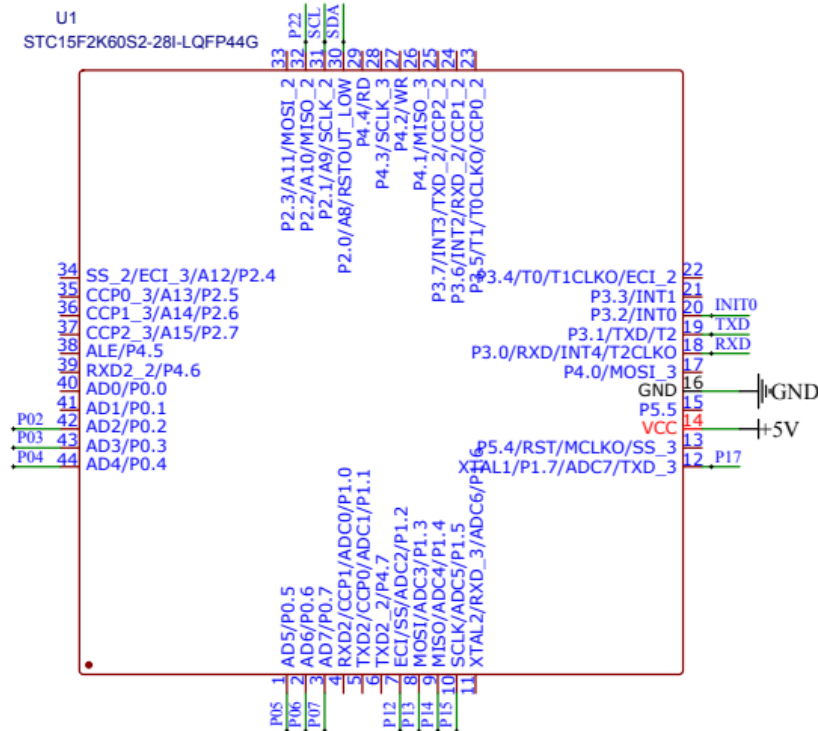 U1
STC15F2K60S2-28I-LQFP44G
P22
SCL
SDA
33
32
31
30
29
28
27
26
25
24
23
P2.3/A11/MOSI_2
P2.2/A10/MISO_2
P2.1/A9/SCLK_2
P2.0/A8/RSTOUT_LOW
P4.4/RD
P4.3/SCLK_3
P4.2/WR
P4.1/MISO_3
P3.7/INT3/TXD_2/CCP2_2
P3.6/INT2/RXD_2/CCP1_2
P3.5/T1/T0CLKO/CCP0_2
34 SS_2/ECI_3/A12/P2.4
35 CCP0_3/A13/P2.5
36 CCP1_3/A14/P2.6
37 CCP2_3/A15/P2.7
38 ALE/P4.5
39 RXD2_2/P4.6
40 AD0/P0.0
41 AD1/P0.1
P02 42 AD2/P0.2
P03 43 AD3/P0.3
P04 44 AD4/P0.4
P3.4/T0/T1CLKO/ECI_2 22
P3.3/INT1 21
P3.2/INT0 20 INIT0
P3.1/TXD/T2 19 TXD
P3.0/RXD/INT4/T2CLKO 18 RXD
P4.0/MOSI_3 17
GND 16 GND
P5.5 15
VCC 14 +5V
P5.4/RST/MCLKO/SS_3 13
XTAL1/P1.7/ADC7/TXD_3 12 P17
AD5/P0.5
AD6/P0.6
AD7/P0.7
RXD2/CCP1/ADC0/P1.0
TXD2/CCP0/ADC1/P1.1
TXD2_2/P4.7
ECI/SS/ADC2/P1.2
MOSI/ADC3/P1.3
MISO/ADC4/P1.4
SCLK/ADC5/P1.5
XTAL2/RXD_3/ADC6/P1.6
1
2
3
4
5
6
7
8
9
10
11
P05
P06
P07
P12
P13
P14
P15